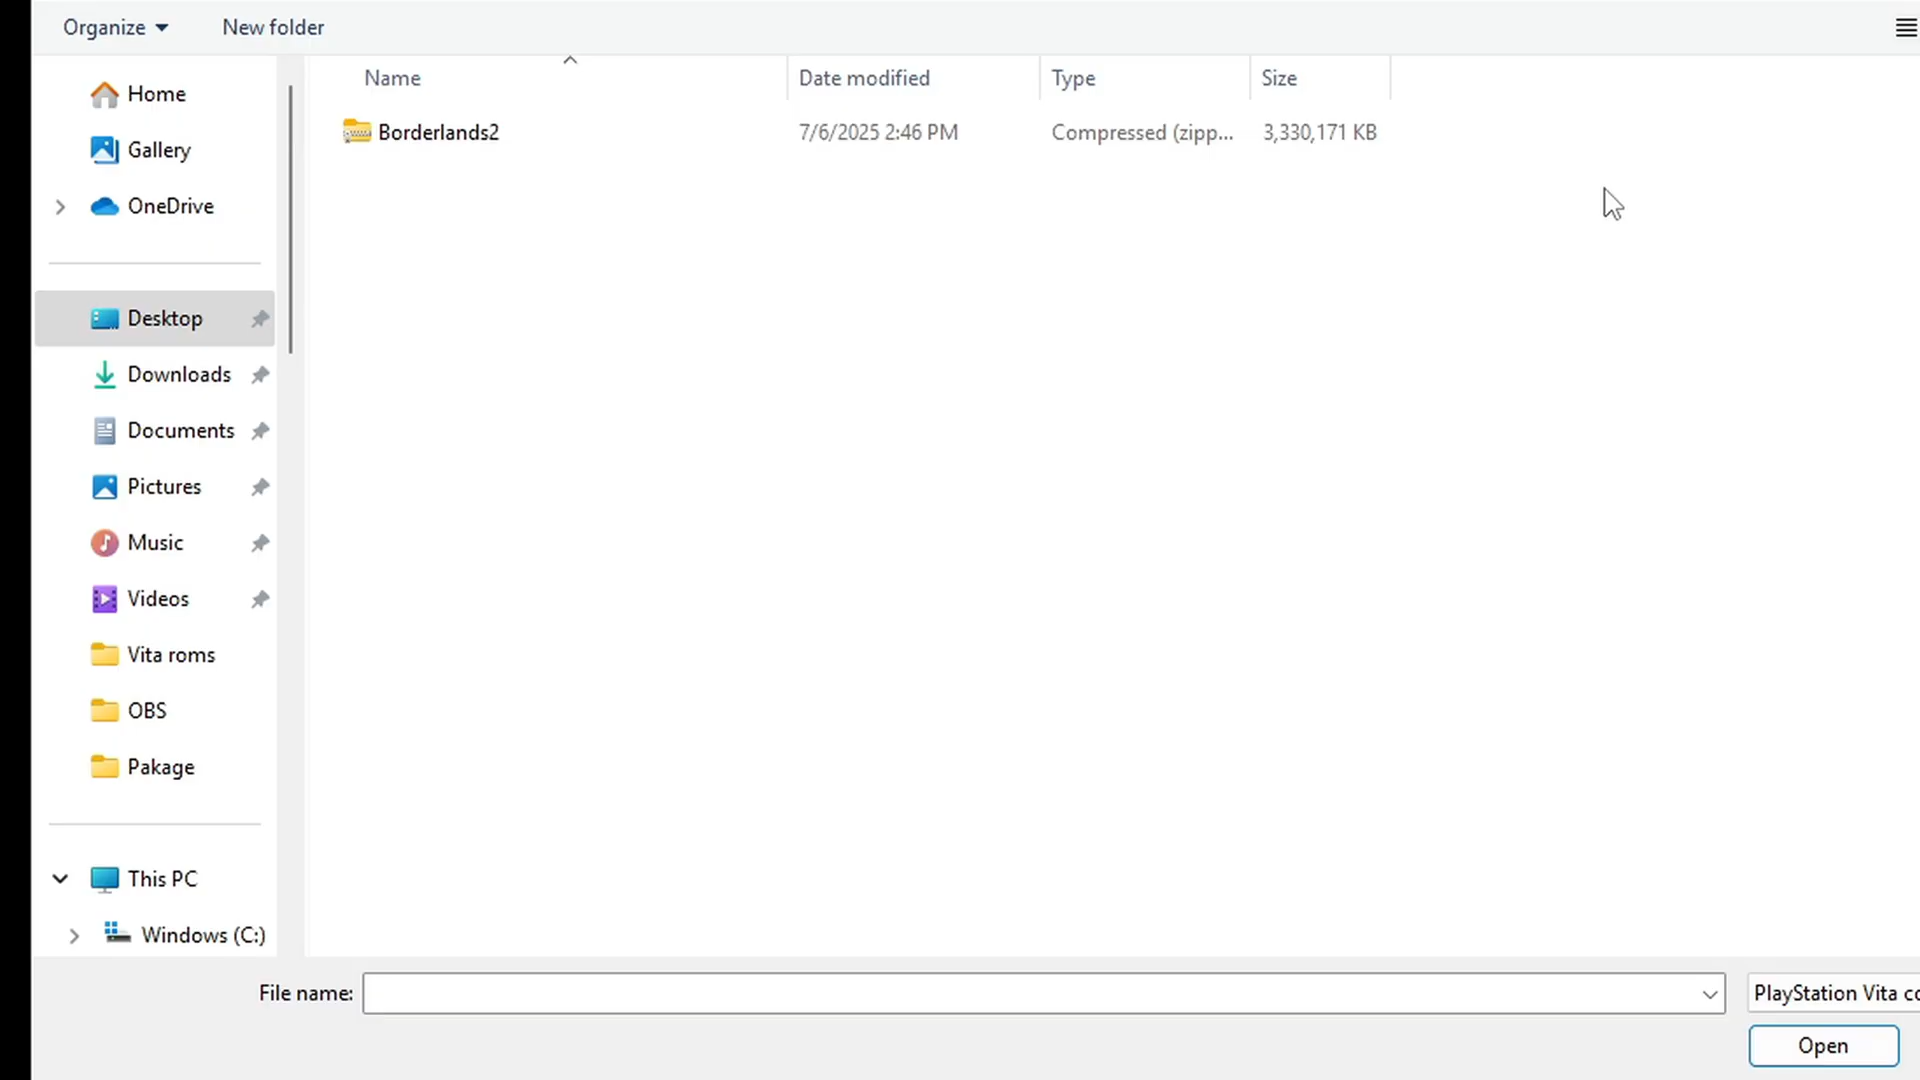 Organize New folder
Name Date modified Type Size
Borderlands2 7/6/2025 2:46 PM Compressed (zipp... 3,330,171 KB
Home
Gallery
OneDrive
Desktop
Downloads
Documents
Pictures
Music
Videos
Vita roms
OBS
Pakage
This PC
Windows (C:)
File name: PlayStation Vita co
Open